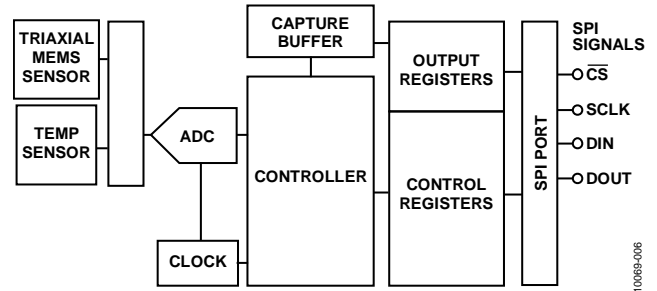 TRIAXIAL
MEMS
SENSOR
TEMP
SENSOR
ADC
CLOCK
CAPTURE
BUFFER
CONTROLLER
OUTPUT
REGISTERS
CONTROL
REGISTERS
SPI PORT
SPI
SIGNALS
CS
SCLK
DIN
DOUT
10069-006